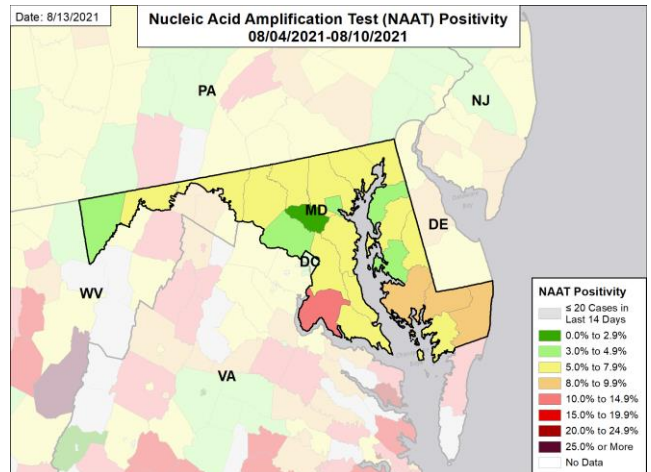 Date: 8/13/2021
Nucleic Acid Amplification Test (NAAT) Positivity
08/04/2021-08/10/2021
PA
NJ
MD
DE
DC
WV
VA
NAAT Positivity
≤ 20 Cases in
Last 14 Days
0.0% to 2.9%
3.0% to 4.9%
5.0% to 7.9%
8.0% to 9.9%
10.0% to 14.9%
15.0% to 19.9%
20.0% to 24.9%
25.0% or More
No Data